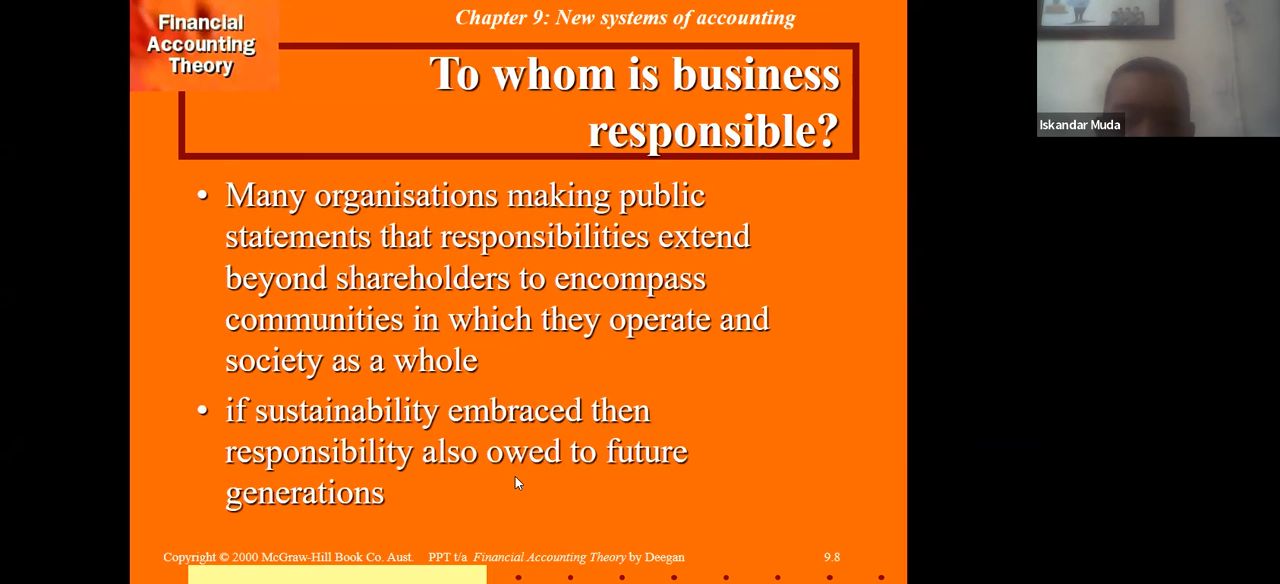 Financial
Accounting
Theory
Chapter 9: New systems of accounting
To whom is business
responsible?
• Many organisations making public
statements that responsibilities extend
beyond shareholders to encompass
communities in which they operate and
society as a whole
• if sustainability embraced then
responsibility also owed to future
generations
Copyright © 2000 McGraw-Hill Book Co. Aust. PPT t/a Financial Accounting Theory by Deegan 9.8
Iskandar Muda